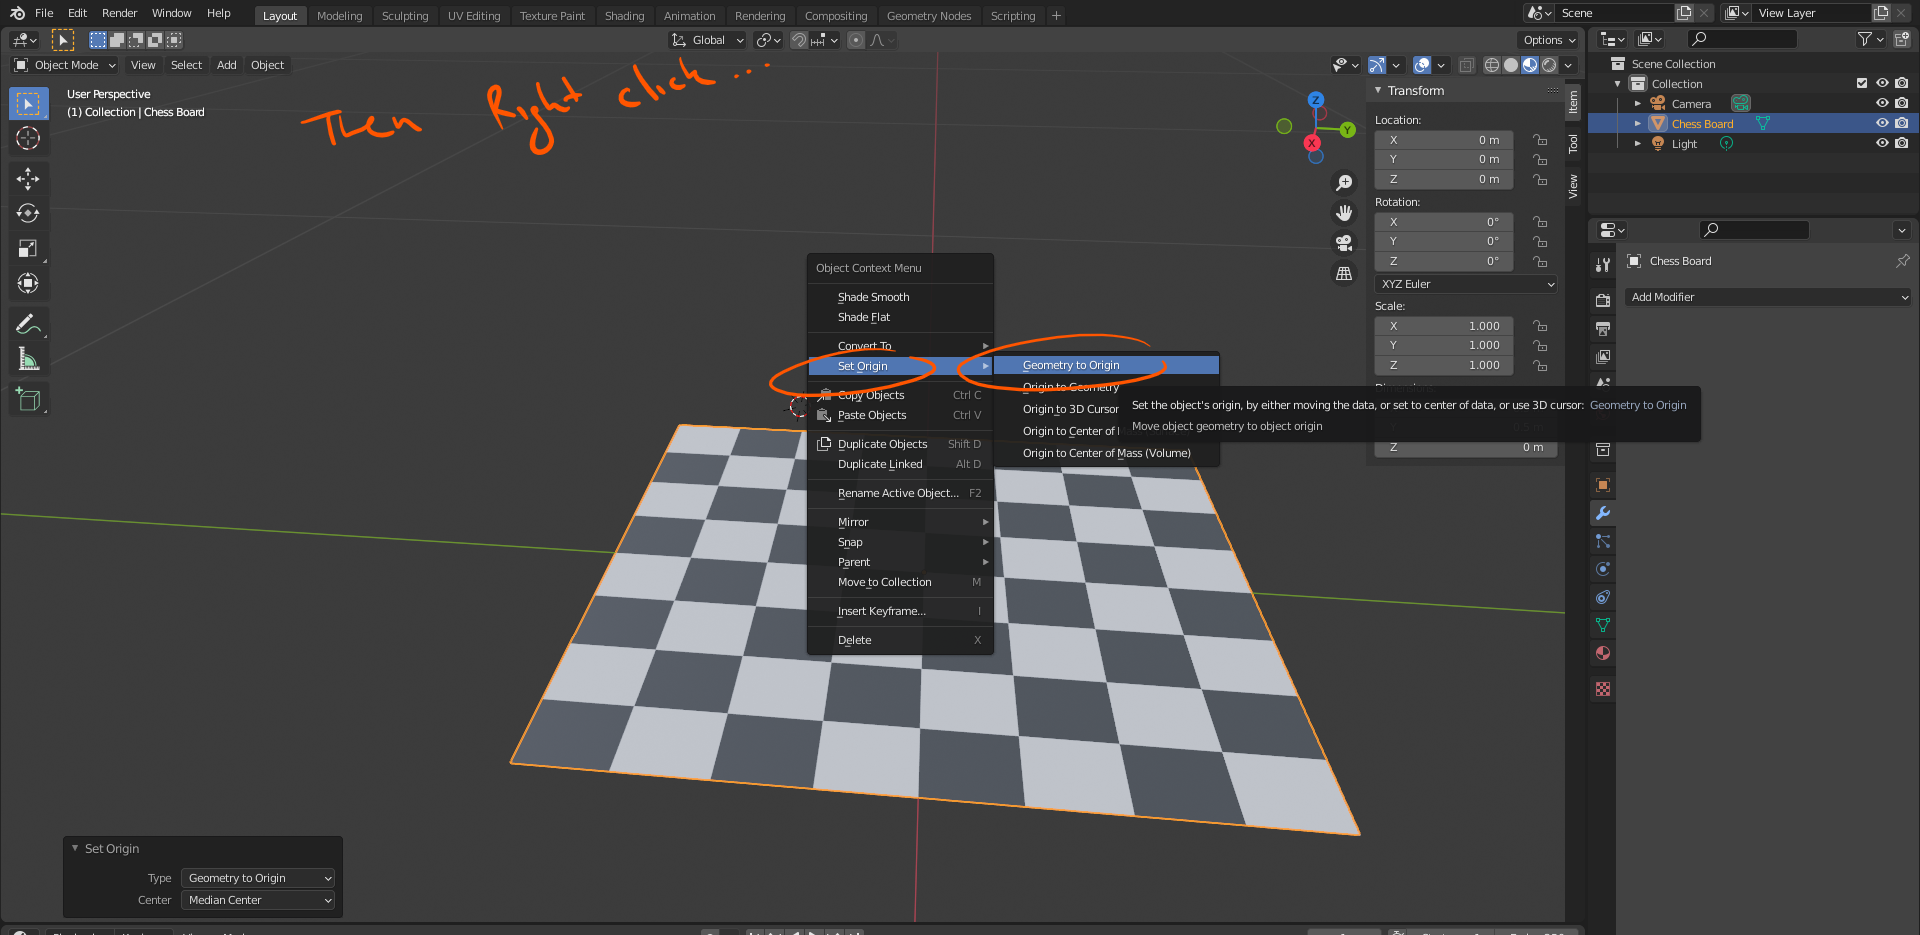 File Edit Render Window Help Layout Modeling Sculpting UV Editing Texture Paint Shading Animation Rendering Compositing Geometry Nodes Scripting + Scene View Layer
Global Options
Object Mode View Select Add Object
User Perspective
(1) Collection | Chess Board
Then Right click...
Z
Y
X
Transform
Location:
X 0 m
Y 0 m
Z 0 m
Rotation:
X 0°
Y 0°
Z 0°
XYZ Euler
Scale:
X 1.000
Y 1.000
Z 1.000
Z 0 m
Item
Tool
View
Scene Collection
Collection
Camera
Chess Board
Light
Chess Board
Add Modifier
Object Context Menu
Shade Smooth
Shade Flat
Convert To
Set Origin
Copy Objects Ctrl C
Paste Objects Ctrl V
Duplicate Objects Shift D
Duplicate Linked Alt D
Rename Active Object... F2
Mirror
Snap
Parent
Move to Collection M
Insert Keyframe... I
Delete X
Geometry to Origin
Origin to Geometry
Origin to 3D Cursor
Origin to Center of
Origin to Center of Mass (Volume)
Set the object's origin, by either moving the data, or set to center of data, or use 3D cursor: Geometry to Origin
Move object geometry to object origin
Set Origin
Type Geometry to Origin
Center Median Center